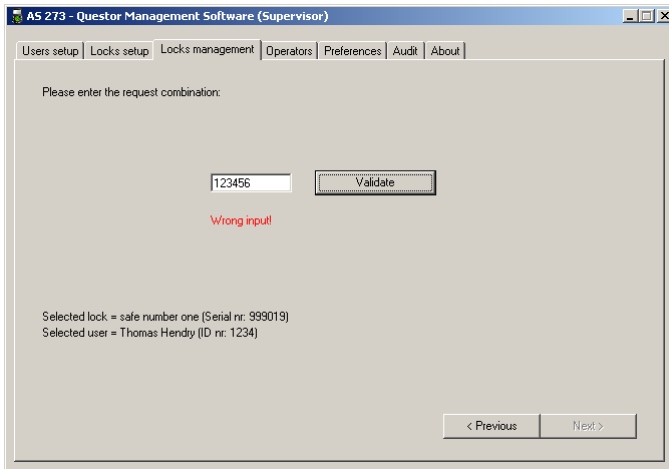 AS 273 - Questor Management Software (Supervisor)
Users setup Locks setup Locks management Operators Preferences Audit About
Please enter the request combination:
123456 Validate
Wrong input!
Selected lock = safe number one (Serial nr: 999019)
Selected user = Thomas Hendry (ID nr: 1234)
< Previous Next >